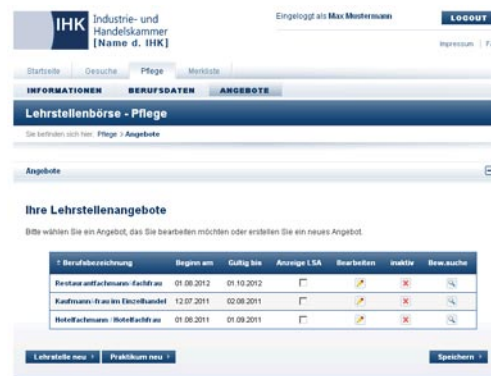 IHK Industrie- und
Handelskammer
[Name d. IHK]
Eingeloggt als Max Mustermann
LOGOUT
Impressum | F
Startseite Gesuche Pflege Merkliste
INFORMATIONEN BERUFSDATEN ANGEBOTE
Lehrstellenbörse - Pflege
Sie befinden sich hier: Pflege > Angebote
Angebote
Ihre Lehrstellenangebote
Bitte wählen Sie ein Angebot, das Sie bearbeiten möchten oder erstellen Sie ein neues Angebot.
↑ Berufsbezeichnung Beginn am Gültig bis Anzeige LSA Bearbeiten inaktiv Bew.suche
Restaurantfachmann/-fachfrau 01.08.2012 01.10.2012
Kaufmann/-frau im Einzelhandel 12.07.2011 02.08.2011
Hotelfachmann / Hotelfachfrau 01.06.2011 01.09.2011
Lehrstelle neu Praktikum neu Speichern